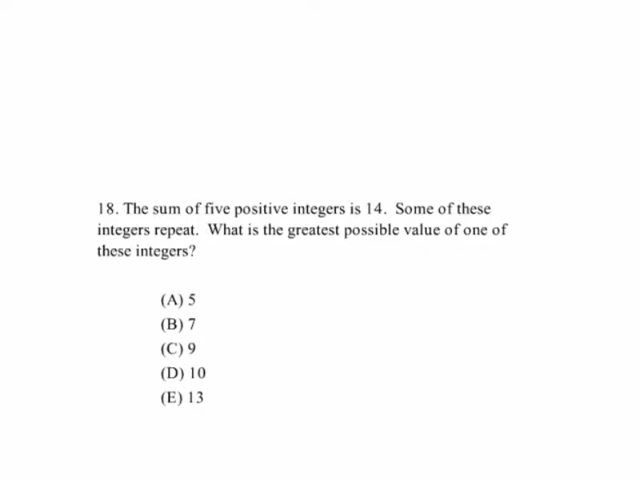 18. The sum of five positive integers is 14.  Some of these
integers repeat.  What is the greatest possible value of one of
these integers?
(A) 5
(B) 7
(C) 9
(D) 10
(E) 13